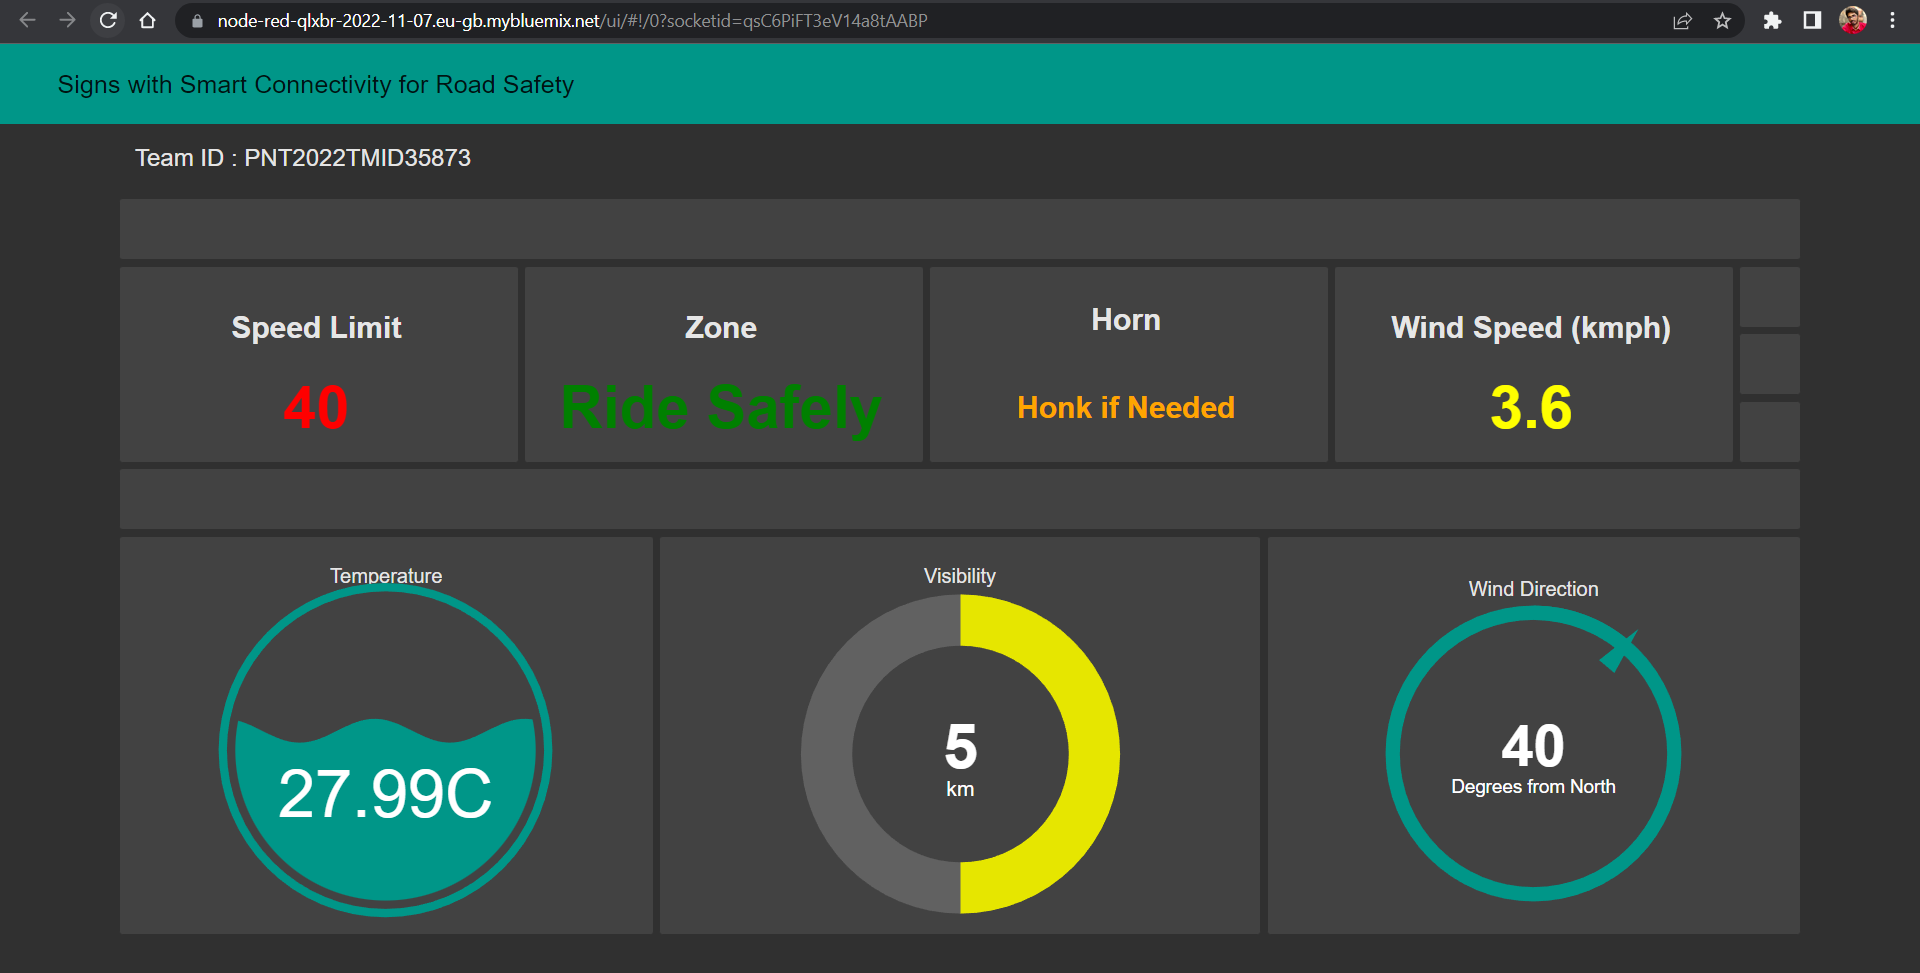 node-red-qlxbr-2022-11-07.eu-gb.mybluemix.net/ui/#!/0?socketid=qsC6PiFT3eV14a8tAABP
Signs with Smart Connectivity for Road Safety
Team ID : PNT2022TMID35873
Speed Limit
40
Zone
Ride Safely
Horn
Honk if Needed
Wind Speed (kmph)
3.6
Temperature
27.99C
Visibility
5
km
Wind Direction
40
Degrees from North